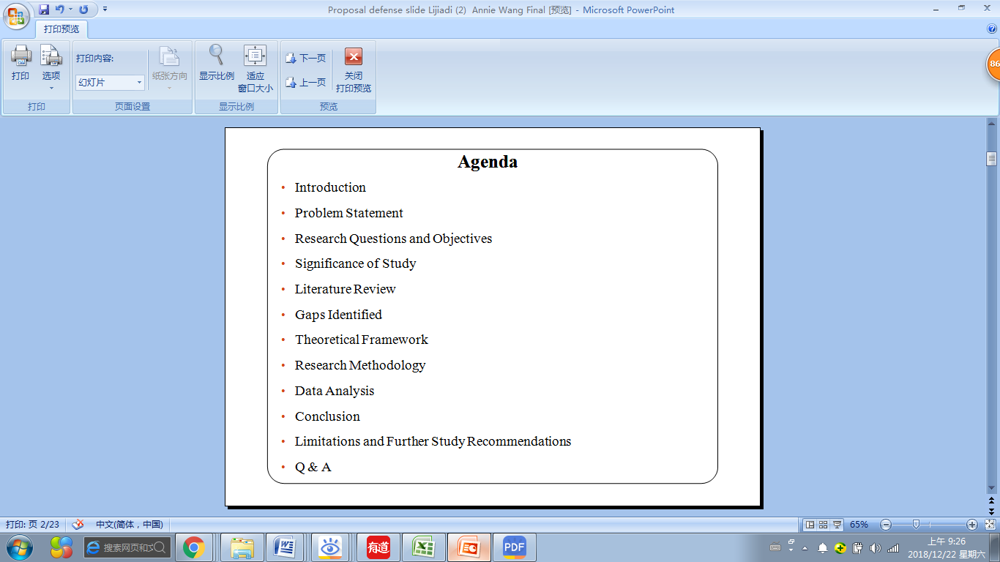 Proposal defense slide Lijiadi (2)  Annie Wang Final [预览] - Microsoft PowerPoint
打印预览
打印
选项
打印内容:
幻灯片
纸张方向
显示比例
适应
窗口大小
下一页
上一页
关闭
打印预览
打印
页面设置
显示比例
预览
86
Agenda
• Introduction
• Problem Statement
• Research Questions and Objectives
• Significance of Study
• Literature Review
• Gaps Identified
• Theoretical Framework
• Research Methodology
• Data Analysis
• Conclusion
• Limitations and Further Study Recommendations
• Q & A
打印: 页 2/23
中文(简体，中国)
65%
搜索网页和文
有道
PDF
上午 9:26
2018/12/22 星期六